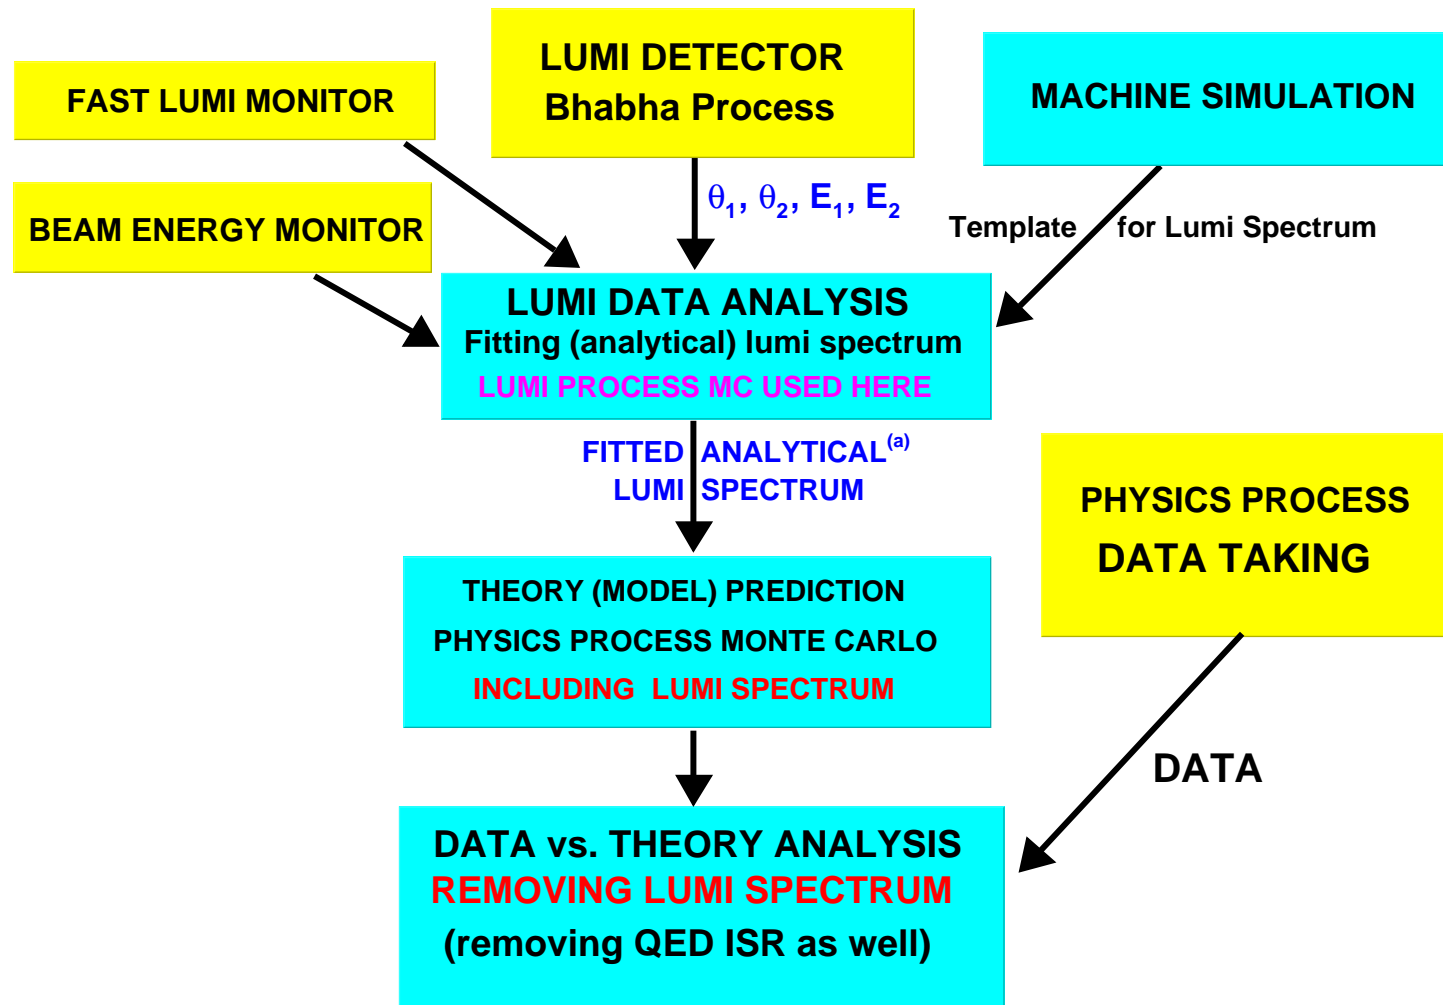 LUMI DETECTOR
Bhabha Process
FAST LUMI MONITOR
MACHINE SIMULATION
BEAM ENERGY MONITOR
θ1, θ2, E1, E2
Template for Lumi Spectrum
LUMI DATA ANALYSIS
Fitting (analytical) lumi spectrum
LUMI PROCESS MC USED HERE
FITTED ANALYTICAL(a)
LUMI SPECTRUM
PHYSICS PROCESS
DATA TAKING
THEORY (MODEL) PREDICTION
PHYSICS PROCESS MONTE CARLO
INCLUDING LUMI SPECTRUM
DATA
DATA vs. THEORY ANALYSIS
REMOVING LUMI SPECTRUM
(removing QED ISR as well)